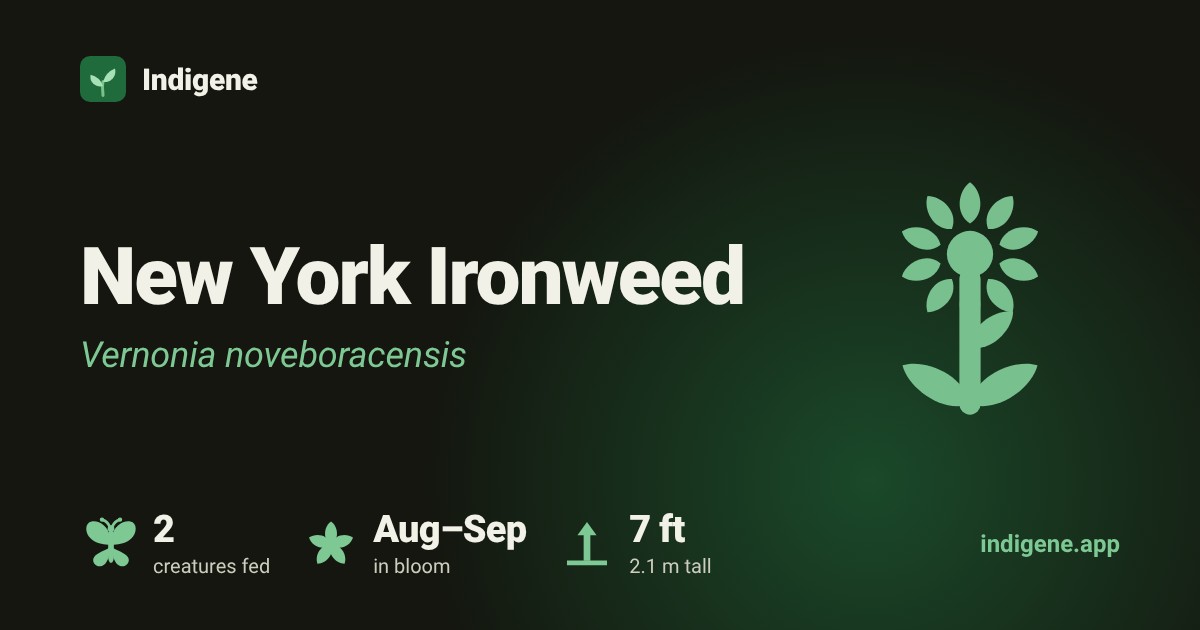 Indigene
New York Ironweed
Vernonia noveboracensis
2
creatures fed
Aug–Sep
in bloom
7 ft
2.1 m tall
indigene.app